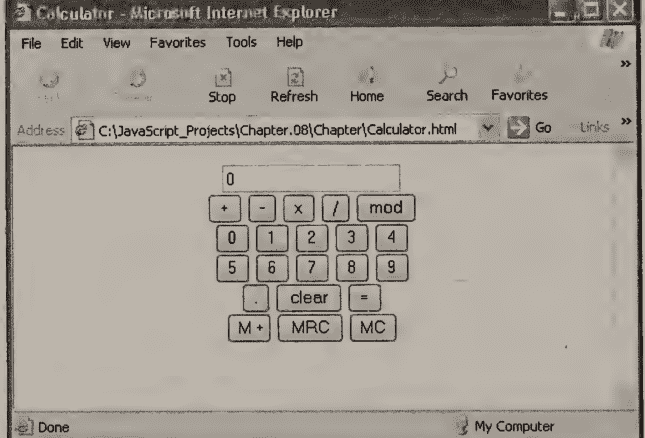 Calculator - Microsoft Internet Explorer
File Edit View Favorites Tools Help
Stop Refresh Home Search Favorites »
Address C:\JavaScript_Projects\Chapter.08\Chapter\Calculator.html Go Links »
0
+ - x / mod
0 1 2 3 4
5 6 7 8 9
. clear =
M + MRC MC
Done My Computer